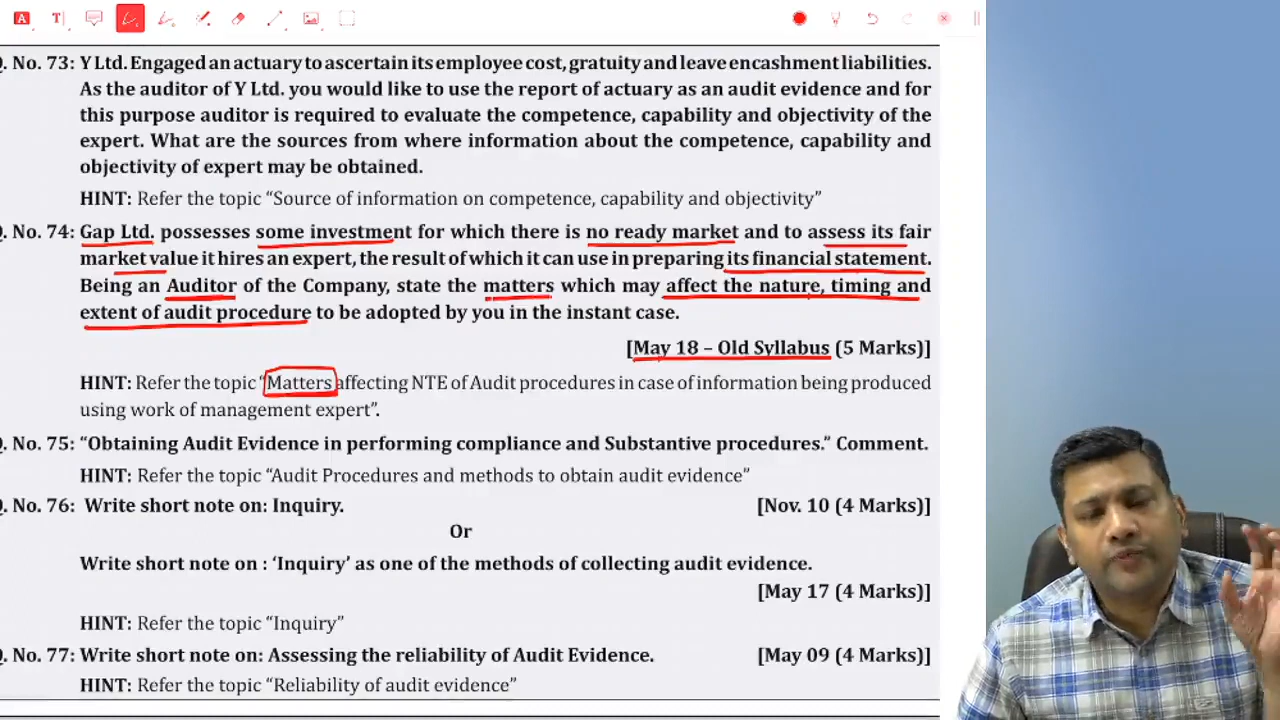 Q. No. 73: Y Ltd. Engaged an actuary to ascertain its employee cost, gratuity and leave encashment liabilities.
As the auditor of Y Ltd. you would like to use the report of actuary as an audit evidence and for
this purpose auditor is required to evaluate the competence, capability and objectivity of the
expert. What are the sources from where information about the competence, capability and
objectivity of expert may be obtained.
HINT: Refer the topic “Source of information on competence, capability and objectivity”
Q. No. 74: Gap Ltd. possesses some investment for which there is no ready market and to assess its fair
market value it hires an expert, the result of which it can use in preparing its financial statement.
Being an Auditor of the Company, state the matters which may affect the nature, timing and
extent of audit procedure to be adopted by you in the instant case.
[May 18 – Old Syllabus (5 Marks)]
HINT: Refer the topic “Matters affecting NTE of Audit procedures in case of information being produced
using work of management expert”.
Q. No. 75: “Obtaining Audit Evidence in performing compliance and Substantive procedures.” Comment.
HINT: Refer the topic “Audit Procedures and methods to obtain audit evidence”
Q. No. 76: Write short note on: Inquiry. [Nov. 10 (4 Marks)]
Or
Write short note on : ‘Inquiry’ as one of the methods of collecting audit evidence.
[May 17 (4 Marks)]
HINT: Refer the topic “Inquiry”
Q. No. 77: Write short note on: Assessing the reliability of Audit Evidence. [May 09 (4 Marks)]
HINT: Refer the topic “Reliability of audit evidence”